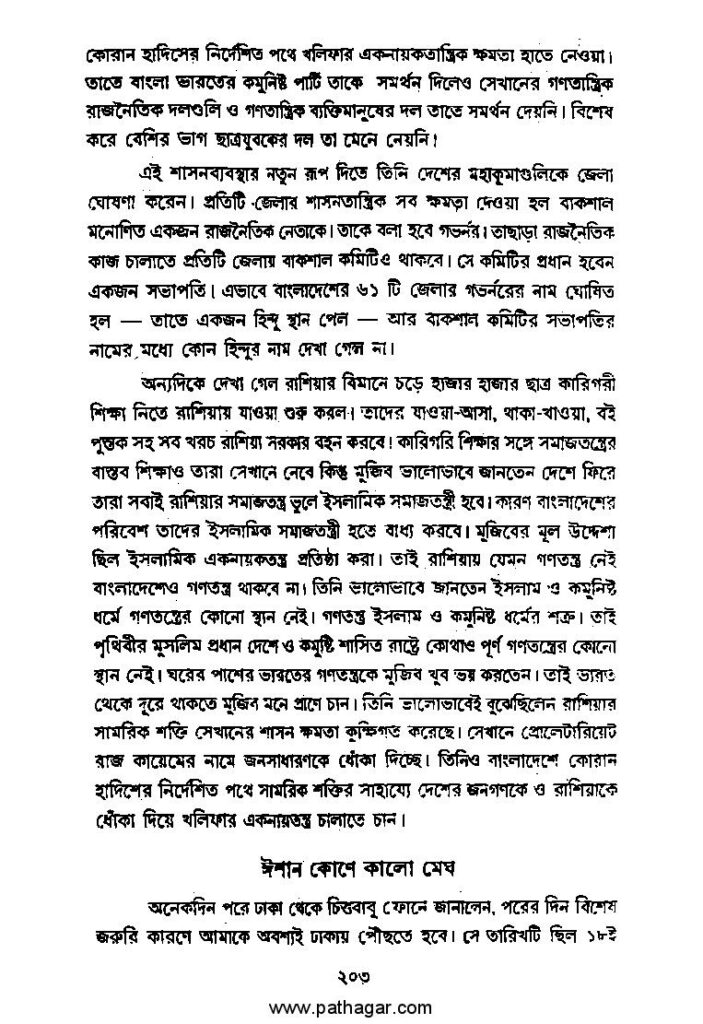 কোরান হাদিসের নির্দেশিত পথে খলিফার একনায়কতান্ত্রিক ক্ষমতা হাতে নেওয়া।
তাতে বাংলা ভারতের কমুনিষ্ট পার্টি তাকে সমর্থন দিলেও সেখানের গণতান্ত্রিক
রাজনৈতিক দলগুলি ও গণতান্ত্রিক ব্যক্তিমানুষের দল তাতে সমর্থন দেয়নি। বিশেষ
করে বেশির ভাগ ছাত্রযুবকের দল তা মেনে নেয়নি।
এই শাসনব্যবস্থার নতুন রূপ দিতে তিনি দেশের মহাকুমাগুলিকে জেলা
ঘোষণা করেন। প্রতিটি জেলার শাসনতান্ত্রিক সব ক্ষমতা দেওয়া হল বাকশাল
মনোণিত একজন রাজনৈতিক নেতাকে। তাকে বলা হবে গভর্নর। তাছাড়া রাজনৈতিক
কাজ চালাতে প্রতিটি জেলায় বাকশাল কমিটিও থাকবে। সে কমিটির প্রধান হবেন
একজন সভাপতি। এভাবে বাংলাদেশের ৬১ টি জেলার গভর্নরের নাম ঘোষিত
হল — তাতে একজন হিন্দু স্থান পেল — আর বাকশাল কমিটির সভাপতির
নামের মধ্যে কোন হিন্দুর নাম দেখা গেল না।
অন্যদিকে দেখা গেল রাশিয়ার বিমানে চড়ে হাজার হাজার ছাত্র কারিগরী
শিক্ষা নিতে রাশিয়ায় যাওয়া শুরু করল। তাদের যাওয়া-আসা, থাকা-খাওয়া, বই
পুস্তক সহ সব খরচ রাশিয়া সরকার বহন করবে। কারিগরি শিক্ষার সঙ্গে সমাজতন্ত্রের
বাস্তব শিক্ষাও তারা সেখানে নেবে কিন্তু মুজিব ভালোভাবে জানতেন দেশে ফিরে
তারা সবাই রাশিয়ার সমাজতন্ত্র ভুলে ইসলামিক সমাজতন্ত্রী হবে। কারণ বাংলাদেশের
পরিবেশ তাদের ইসলামিক সমাজতন্ত্রী হতে বাধ্য করবে। মুজিবের মূল উদ্দেশ্য
ছিল ইসলামিক একনায়কতন্ত্র প্রতিষ্ঠা করা। তাই রাশিয়ায় যেমন গণতন্ত্র নেই
বাংলাদেশেও গণতন্ত্র থাকবে না। তিনি ভালোভাবে জানতেন ইসলাম ও কমুনিষ্ট
ধর্মে গণতন্ত্রের কোনো স্থান নেই। গণতন্ত্র ইসলাম ও কমুনিষ্ট ধর্মের শত্রু। তাই
পৃথিবীর মুসলিম প্রধান দেশে ও কমুষ্টি শাসিত রাষ্ট্রে কোথাও পূর্ণ গণতন্ত্রের কোনো
স্থান নেই। ঘরের পাশের ভারতের গণতন্ত্রকে মুজিব খুব ভয় করতেন। তাই ভারত
থেকে দূরে থাকতে মুজিব মনে প্রাণে চান। তিনি ভালোভাবেই বুঝেছিলেন রাশিয়ার
সামরিক শক্তি সেখানের শাসন ক্ষমতা কুক্ষিগত করেছে। সেখানে প্রোলেটারিয়েট
রাজ কায়েমের নামে জনসাধারণকে ধোঁকা দিচ্ছে। তিনিও বাংলাদেশে কোরান
হাদিশের নির্দেশিত পথে সামরিক শক্তির সাহায্যে দেশের জনগণকে ও রাশিয়াকে
ধোঁকা দিয়ে খলিফার একনায়তন্ত্র চালাতে চান।
ঈশান কোণে কালো মেঘ
অনেকদিন পরে ঢাকা থেকে চিত্তবাবু ফোনে জানালেন, পরের দিন বিশেষ
জরুরি কারণে আমাকে অবশ্যই ঢাকায় পৌঁছতে হবে। সে তারিখটি ছিল ১৮ই
২০৩
www.pathagar.com